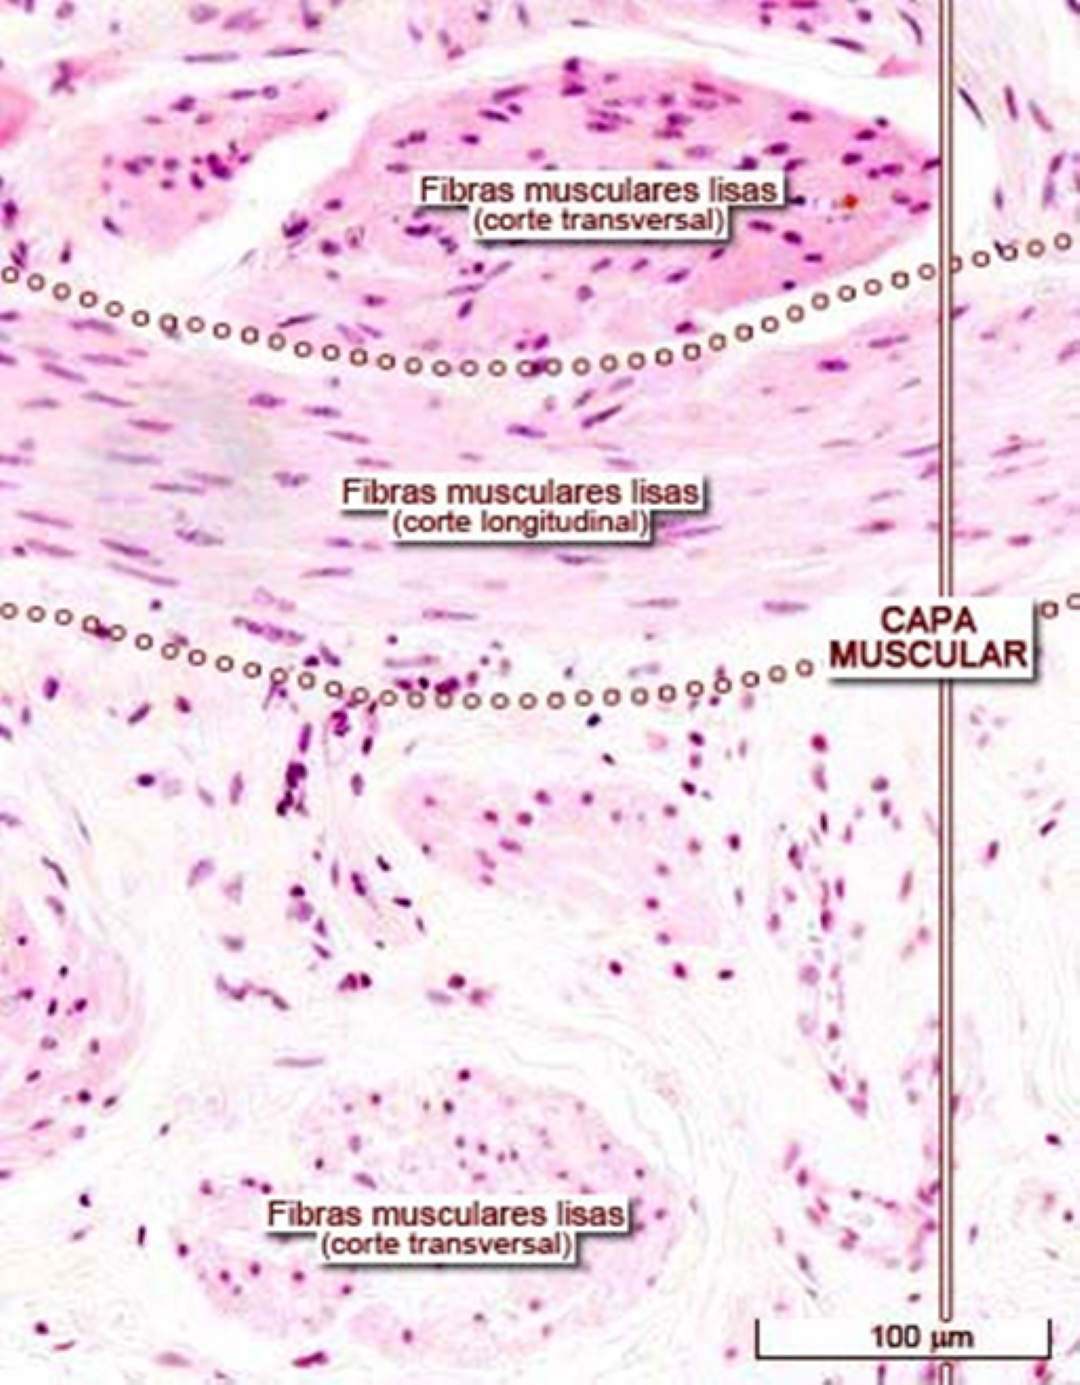 Fibras musculares lisas
(corte transversal)
Fibras musculares lisas
(corte longitudinal)
CAPA
MUSCULAR
Fibras musculares lisas
(corte transversal)
100 µm